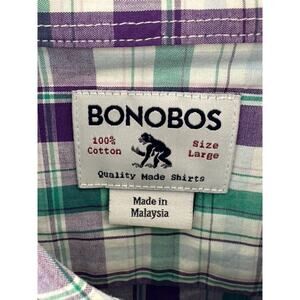 BONOBOS
100% Cotton
Size Large
Quality Made Shirts
Made in
Malaysia